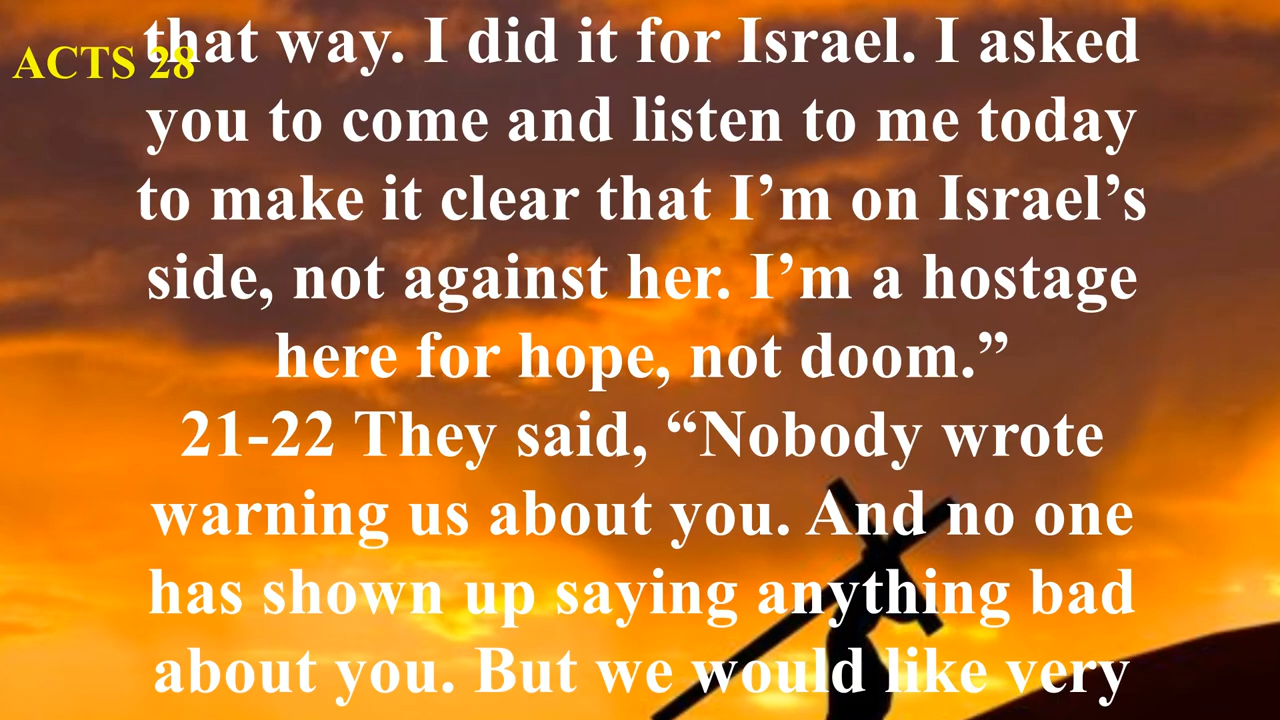 ACTS 28
that way. I did it for Israel. I asked
you to come and listen to me today
to make it clear that I’m on Israel’s
side, not against her. I’m a hostage
here for hope, not doom.”
21-22 They said, “Nobody wrote
warning us about you. And no one
has shown up saying anything bad
about you. But we would like very